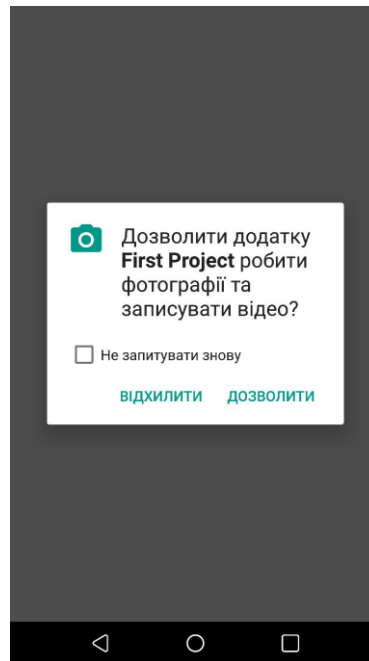 Дозволити додатку
First Project робити
фотографії та
записувати відео?
Не запитувати знову
ВІДХИЛИТИ ДОЗВОЛИТИ